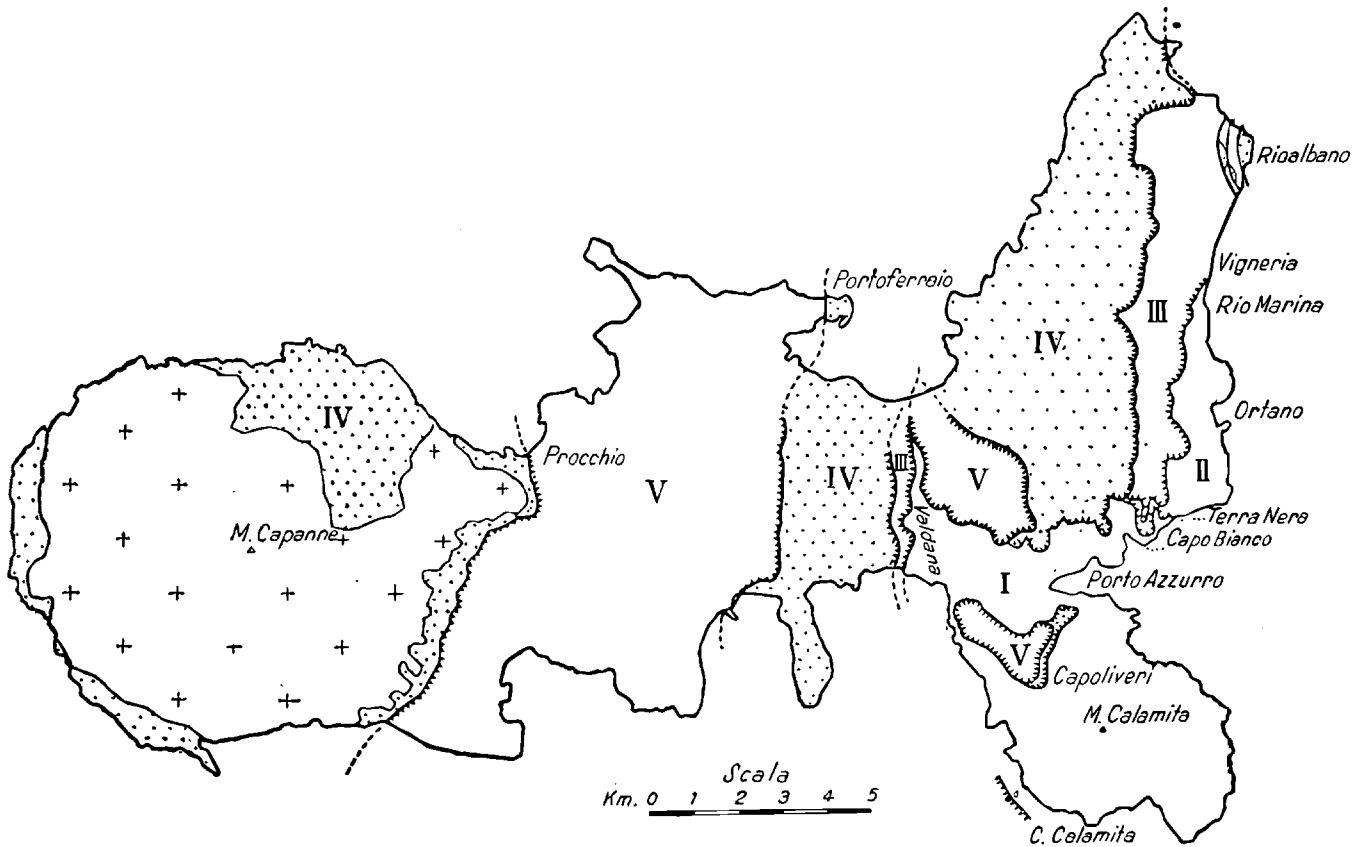 Rioalbano
Vigneria
Portoferraio
Rio Marina
III
IV
IV
Ortano
Procchio
III
IV
V
V
II
Valdana
Terra Nera
M. Capanne
Capo Bianco
I
Porto Azzurro
V
Capoliveri
M. Calamita
Scala
Km. 0 1 2 3 4 5
C. Calamita